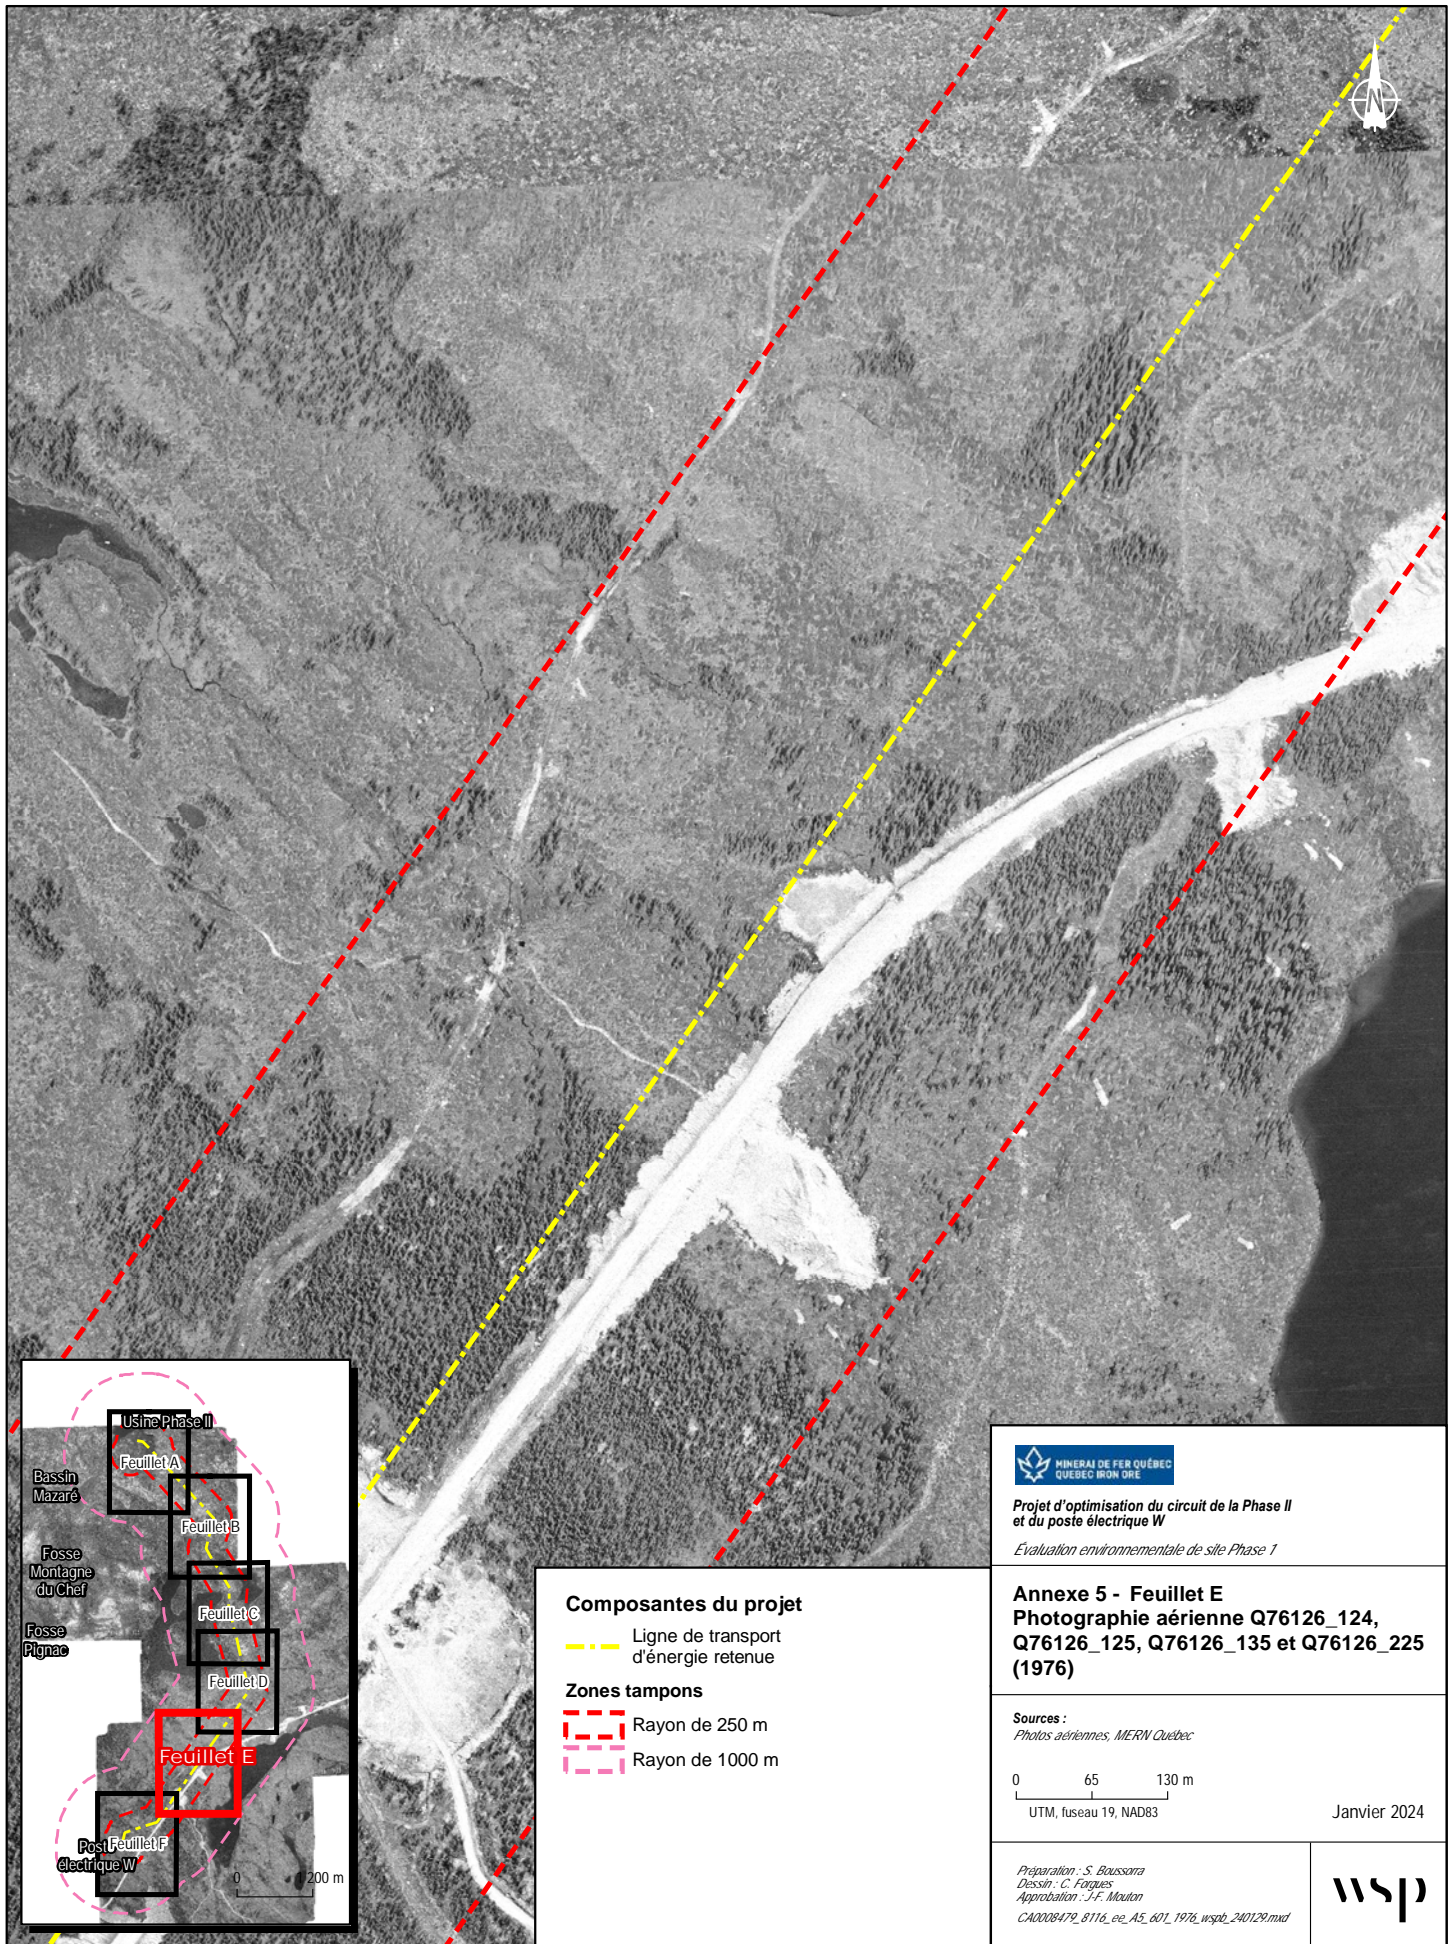 N
Usine Phase II
Feuillet A
Bassin
Mazaré
Feuillet B
Fosse
Montagne
du Chef
Feuillet C
Fosse
Pignac
Feuillet D
Feuillet E
Feuillet F
électrique W
0
1 200 m
Composantes du projet
Ligne de transport
d'énergie retenue
Zones tampons
Rayon de 250 m
Rayon de 1000 m
MINERAI DE FER QUÉBEC
QUEBEC IRON ORE
Projet d'optimisation du circuit de la Phase II
et du poste électrique W
Évaluation environnementale de site Phase 1
Annexe 5 - Feuillet E
Photographie aérienne Q76126_124,
Q76126_125, Q76126_135 et Q76126_225
(1976)
Sources :
Photos aériennes, MERN Québec
0 65 130 m
UTM, fuseau 19, NAD83
Janvier 2024
Préparation : S. Boussorra
Dessin : C. Forgues
Approbation : J-F. Mouton
CA0008479_8116_ee_A5_601_1976_wspb_240129.mxd
wsp